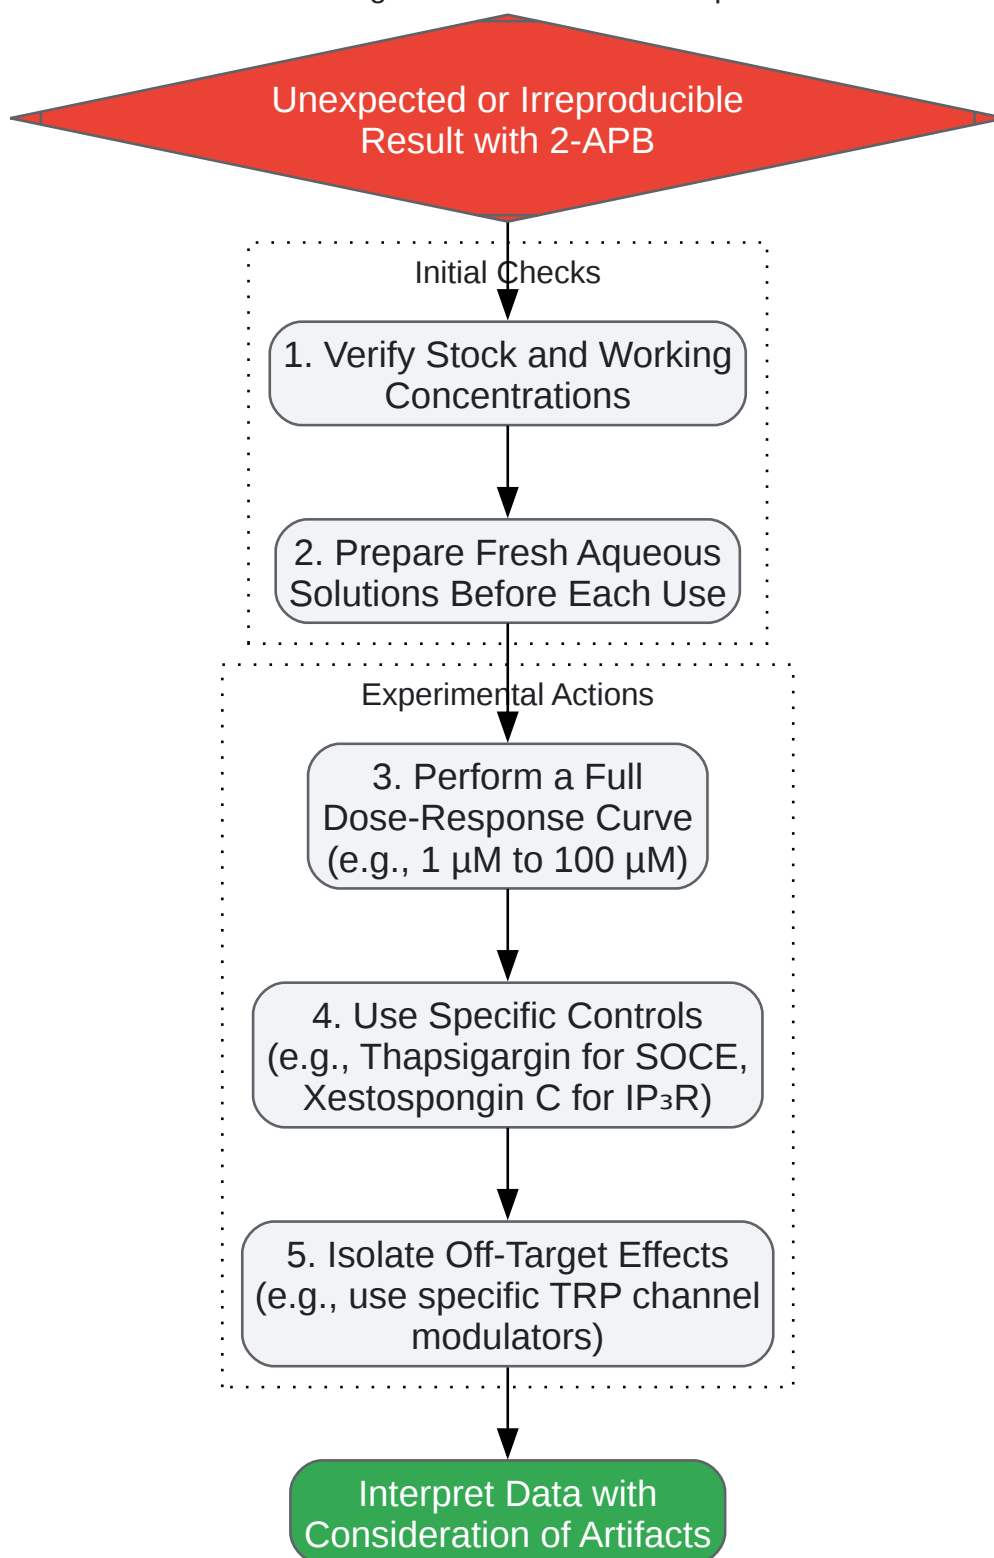 Unexpected or Irreproducible
Result with 2-APB
Initial Checks
1. Verify Stock and Working
Concentrations
2. Prepare Fresh Aqueous
Solutions Before Each Use
Experimental Actions
3. Perform a Full
Dose-Response Curve
(e.g., 1 µM to 100 µM)
4. Use Specific Controls
(e.g., Thapsigargin for SOCE,
Xestospongin C for IP₃R)
5. Isolate Off-Target Effects
(e.g., use specific TRP channel
modulators)
Interpret Data with
Consideration of Artifacts